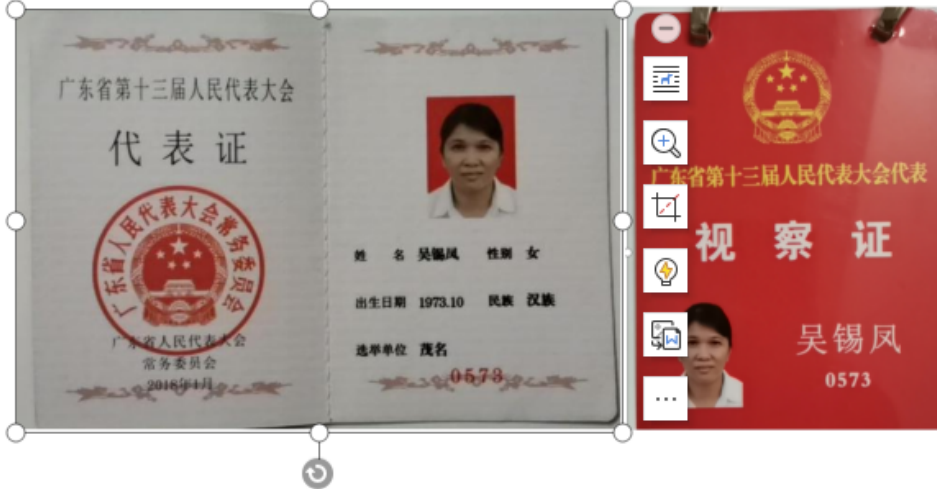 广东省第十三届人民代表大会
代表证
广东省人民代表大会常务委员会
广东省人民代表大会
常务委员会
2018年1月
姓 名 吴锡凤 性别 女
出生日期 1973.10 民族 汉族
选举单位 茂名
0573
广东省第十三届人民代表大会代表
视察证
吴锡凤
0573